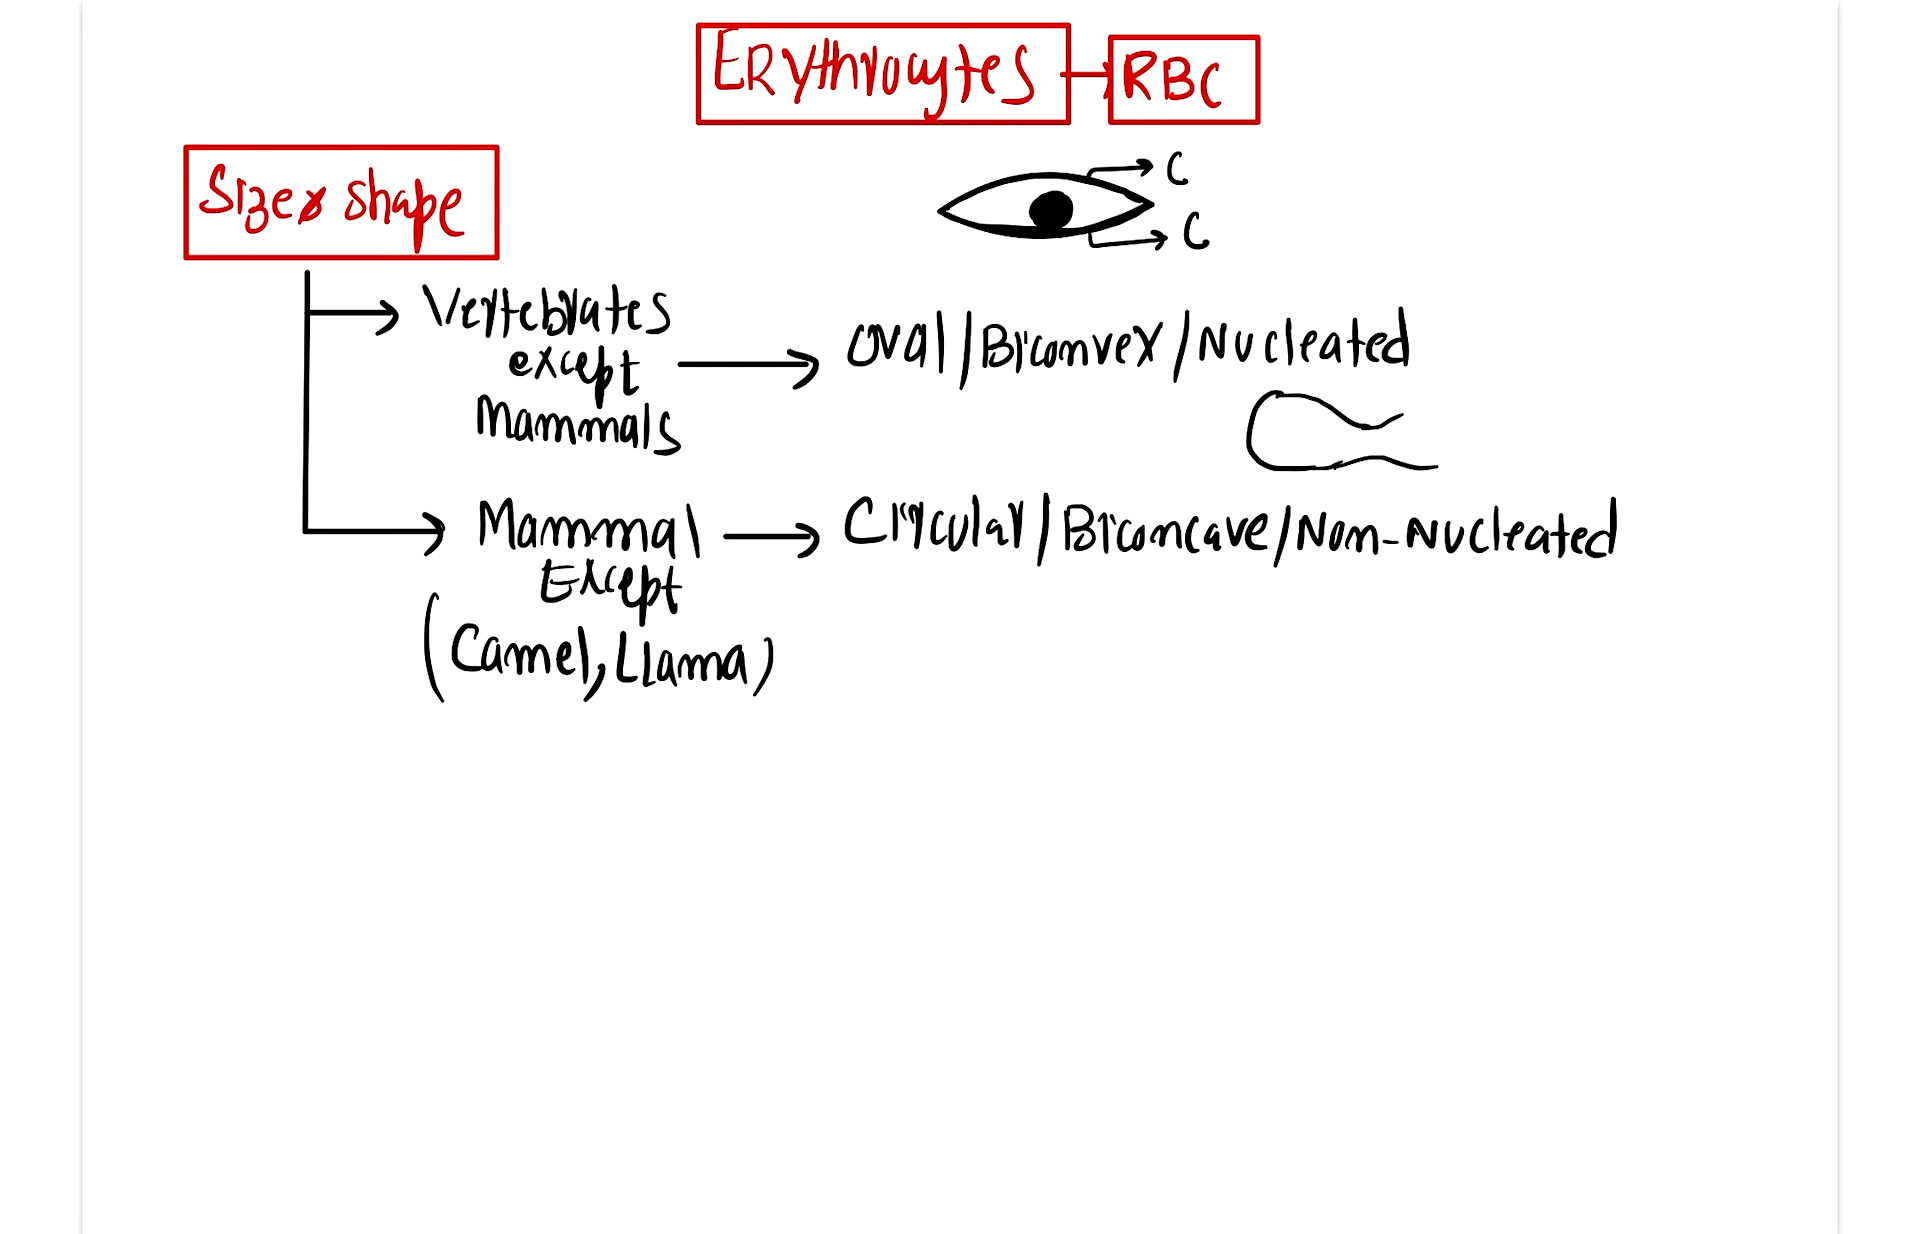 Erythrocytes → RBC
Size & shape
C
C
Vertebrates except Mammals → Oval/Biconvex/Nucleated
Mammal Except (Camel, Llama) → Circular/Biconcave/Non-Nucleated